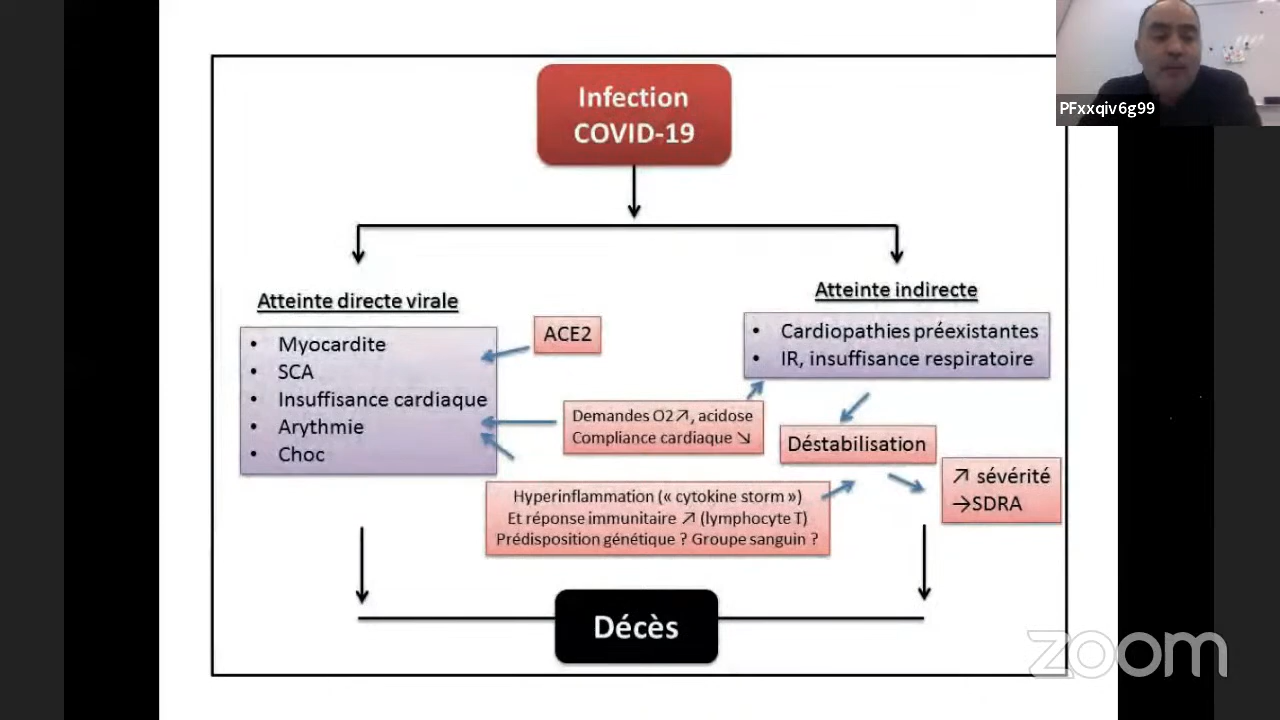 Infection
COVID-19
PFxxqiv6g99
Atteinte directe virale
• Myocardite
• SCA
• Insuffisance cardiaque
• Arythmie
• Choc
ACE2
Atteinte indirecte
• Cardiopathies préexistantes
• IR, insuffisance respiratoire
Demandes O2↗, acidose
Compliance cardiaque ↘
Déstabilisation
↗ sévérité
→SDRA
Hyperinflammation (« cytokine storm »)
Et réponse immunitaire ↗ (lymphocyte T)
Prédisposition génétique ? Groupe sanguin ?
Décès
zoom